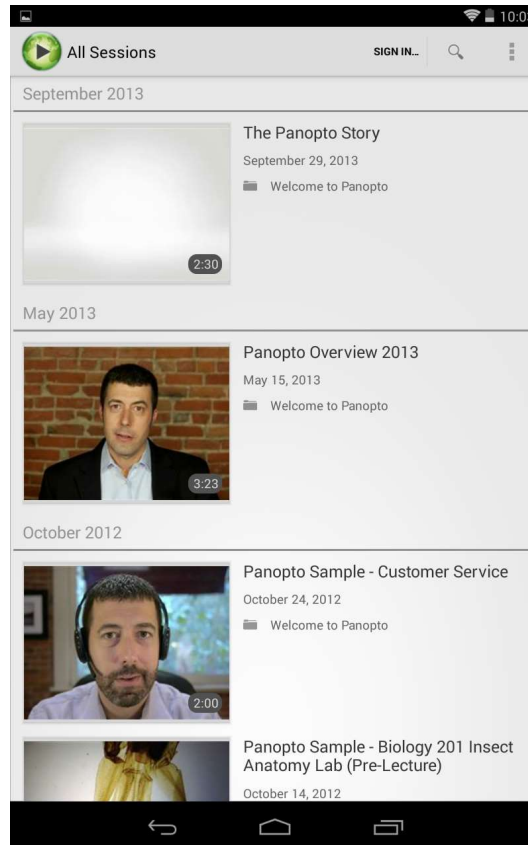 10:0
All Sessions
SIGN IN...
September 2013
The Panopto Story
September 29, 2013
Welcome to Panopto
2:30
May 2013
Panopto Overview 2013
May 15, 2013
Welcome to Panopto
3:23
October 2012
Panopto Sample - Customer Service
October 24, 2012
Welcome to Panopto
2:00
Panopto Sample - Biology 201 Insect
Anatomy Lab (Pre-Lecture)
October 14, 2012